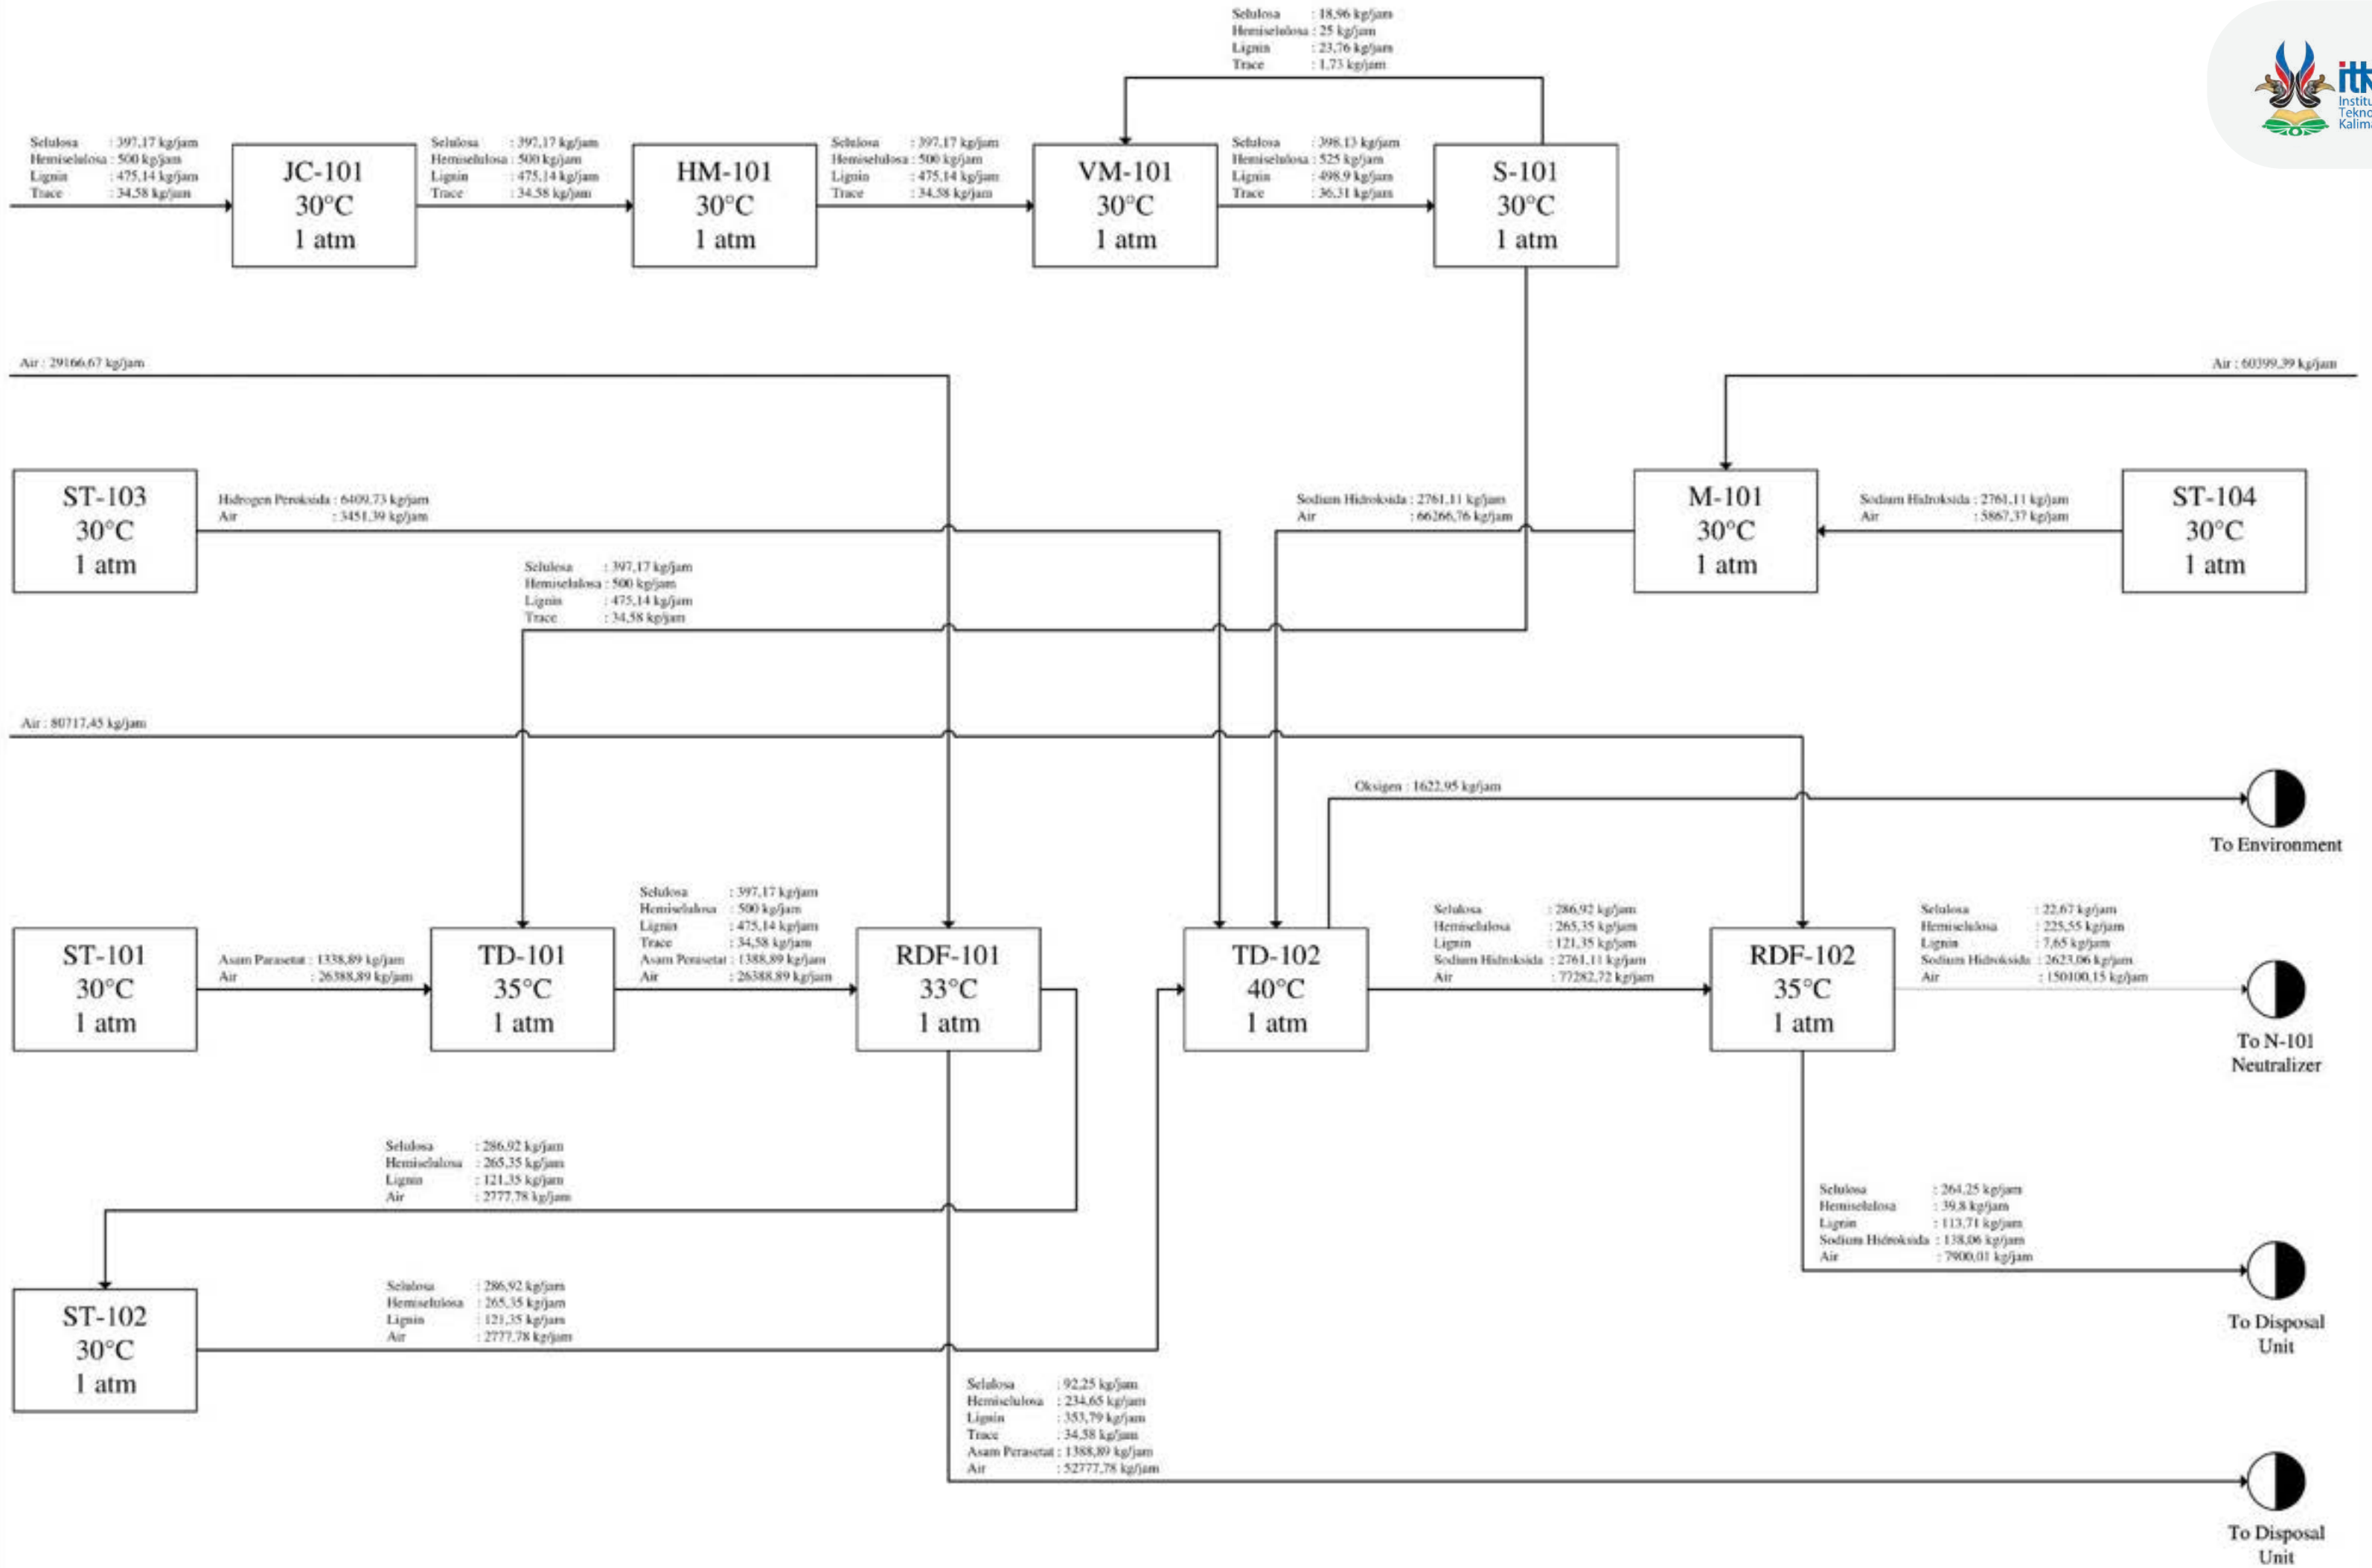 Selulosa : 18,96 kg/jam
Hemiselulosa : 25 kg/jam
Lignin : 23,76 kg/jam
Trace : 1,73 kg/jam
Institu
Tekno
Kalima
Selulosa : 397,17 kg/jam
Hemiselulosa : 500 kg/jam
Lignin : 475,14 kg/jam
Trace : 34,58 kg/jam
JC-101
30°C
1 atm
Selulosa : 397,17 kg/jam
Hemiselulosa : 500 kg/jam
Lignin : 475,14 kg/jam
Trace : 34,58 kg/jam
HM-101
30°C
1 atm
Selulosa : 397,17 kg/jam
Hemiselulosa : 500 kg/jam
Lignin : 475,14 kg/jam
Trace : 34,58 kg/jam
VM-101
30°C
1 atm
Selulosa : 398,13 kg/jam
Hemiselulosa : 525 kg/jam
Lignin : 498,9 kg/jam
Trace : 36,31 kg/jam
S-101
30°C
1 atm
Air : 29166,67 kg/jam
Air : 60399,39 kg/jam
ST-103
30°C
1 atm
Hidrogen Peroksida : 6409,73 kg/jam
Air : 3451,39 kg/jam
Sodium Hidroksida : 2761,11 kg/jam
Air : 66266,76 kg/jam
M-101
30°C
1 atm
Sodium Hidroksida : 2761,11 kg/jam
Air : 5867,37 kg/jam
ST-104
30°C
1 atm
Selulosa : 397,17 kg/jam
Hemiselulosa : 500 kg/jam
Lignin : 475,14 kg/jam
Trace : 34,58 kg/jam
Air : 80717,45 kg/jam
Oksigen : 1622,95 kg/jam
To Environment
ST-101
30°C
1 atm
Asam Parasetat : 1338,89 kg/jam
Air : 26388,89 kg/jam
TD-101
35°C
1 atm
Selulosa : 397,17 kg/jam
Hemiselulosa : 500 kg/jam
Lignin : 475,14 kg/jam
Trace : 34,58 kg/jam
Asam Perasetat : 1388,89 kg/jam
Air : 26388,89 kg/jam
RDF-101
33°C
1 atm
TD-102
40°C
1 atm
Selulosa : 286,92 kg/jam
Hemiselulosa : 265,35 kg/jam
Lignin : 121,35 kg/jam
Sodium Hidroksida : 2761,11 kg/jam
Air : 77282,72 kg/jam
RDF-102
35°C
1 atm
Selulosa : 22,67 kg/jam
Hemiselulosa : 225,55 kg/jam
Lignin : 7,65 kg/jam
Sodium Hidroksida : 2623,06 kg/jam
Air : 150100,15 kg/jam
To N-101
Neutralizer
Selulosa : 286,92 kg/jam
Hemiselulosa : 265,35 kg/jam
Lignin : 121,35 kg/jam
Air : 2777,78 kg/jam
Selulosa : 264,25 kg/jam
Hemiselulosa : 39,8 kg/jam
Lignin : 113,71 kg/jam
Sodium Hidroksida : 138,06 kg/jam
Air : 7900,01 kg/jam
To Disposal
Unit
ST-102
30°C
1 atm
Selulosa : 286,92 kg/jam
Hemiselulosa : 265,35 kg/jam
Lignin : 121,35 kg/jam
Air : 2777,78 kg/jam
Selulosa : 92,25 kg/jam
Hemiselulosa : 234,65 kg/jam
Lignin : 353,79 kg/jam
Trace : 34,58 kg/jam
Asam Perasetat : 1388,89 kg/jam
Air : 52777,78 kg/jam
To Disposal
Unit